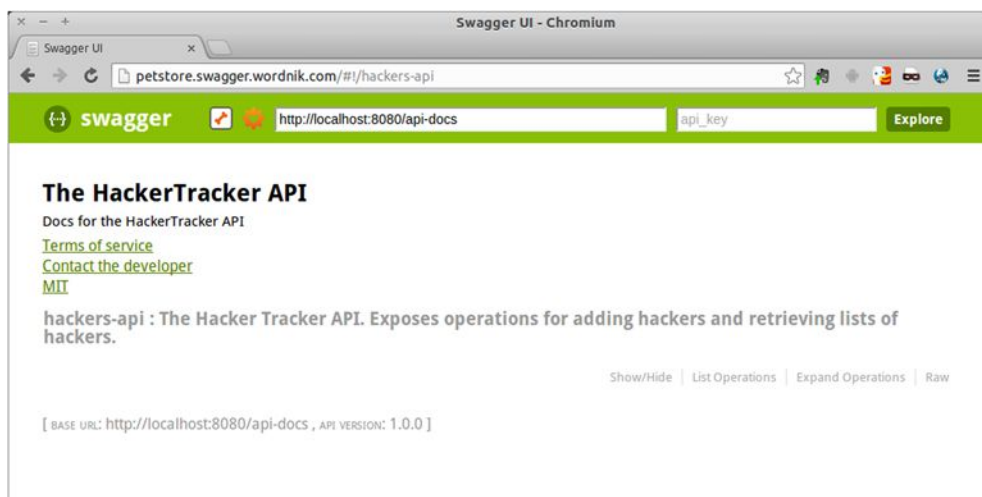 Swagger UI - Chromium
Swagger UI
petstore.swagger.wordnik.com/#!/hackers-api
{···} swagger http://localhost:8080/api-docs api_key Explore
The HackerTracker API
Docs for the HackerTracker API
Terms of service
Contact the developer
MIT
hackers-api : The Hacker Tracker API. Exposes operations for adding hackers and retrieving lists of
hackers.
Show/Hide List Operations Expand Operations Raw
[ BASE URL: http://localhost:8080/api-docs , API VERSION: 1.0.0 ]